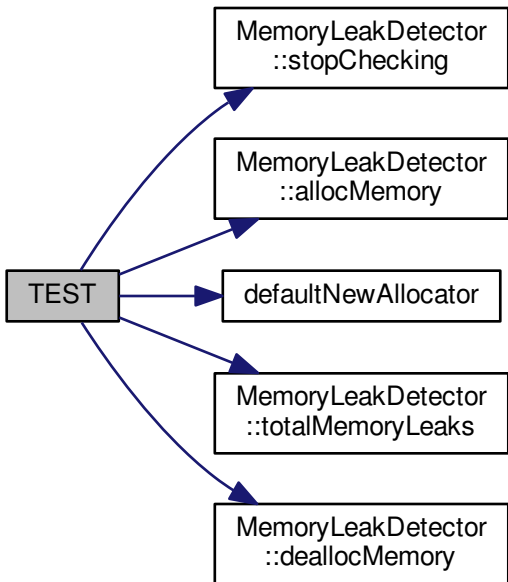 MemoryLeakDetector
::stopChecking
MemoryLeakDetector
::allocMemory
TEST
defaultNewAllocator
MemoryLeakDetector
::totalMemoryLeaks
MemoryLeakDetector
::deallocMemory